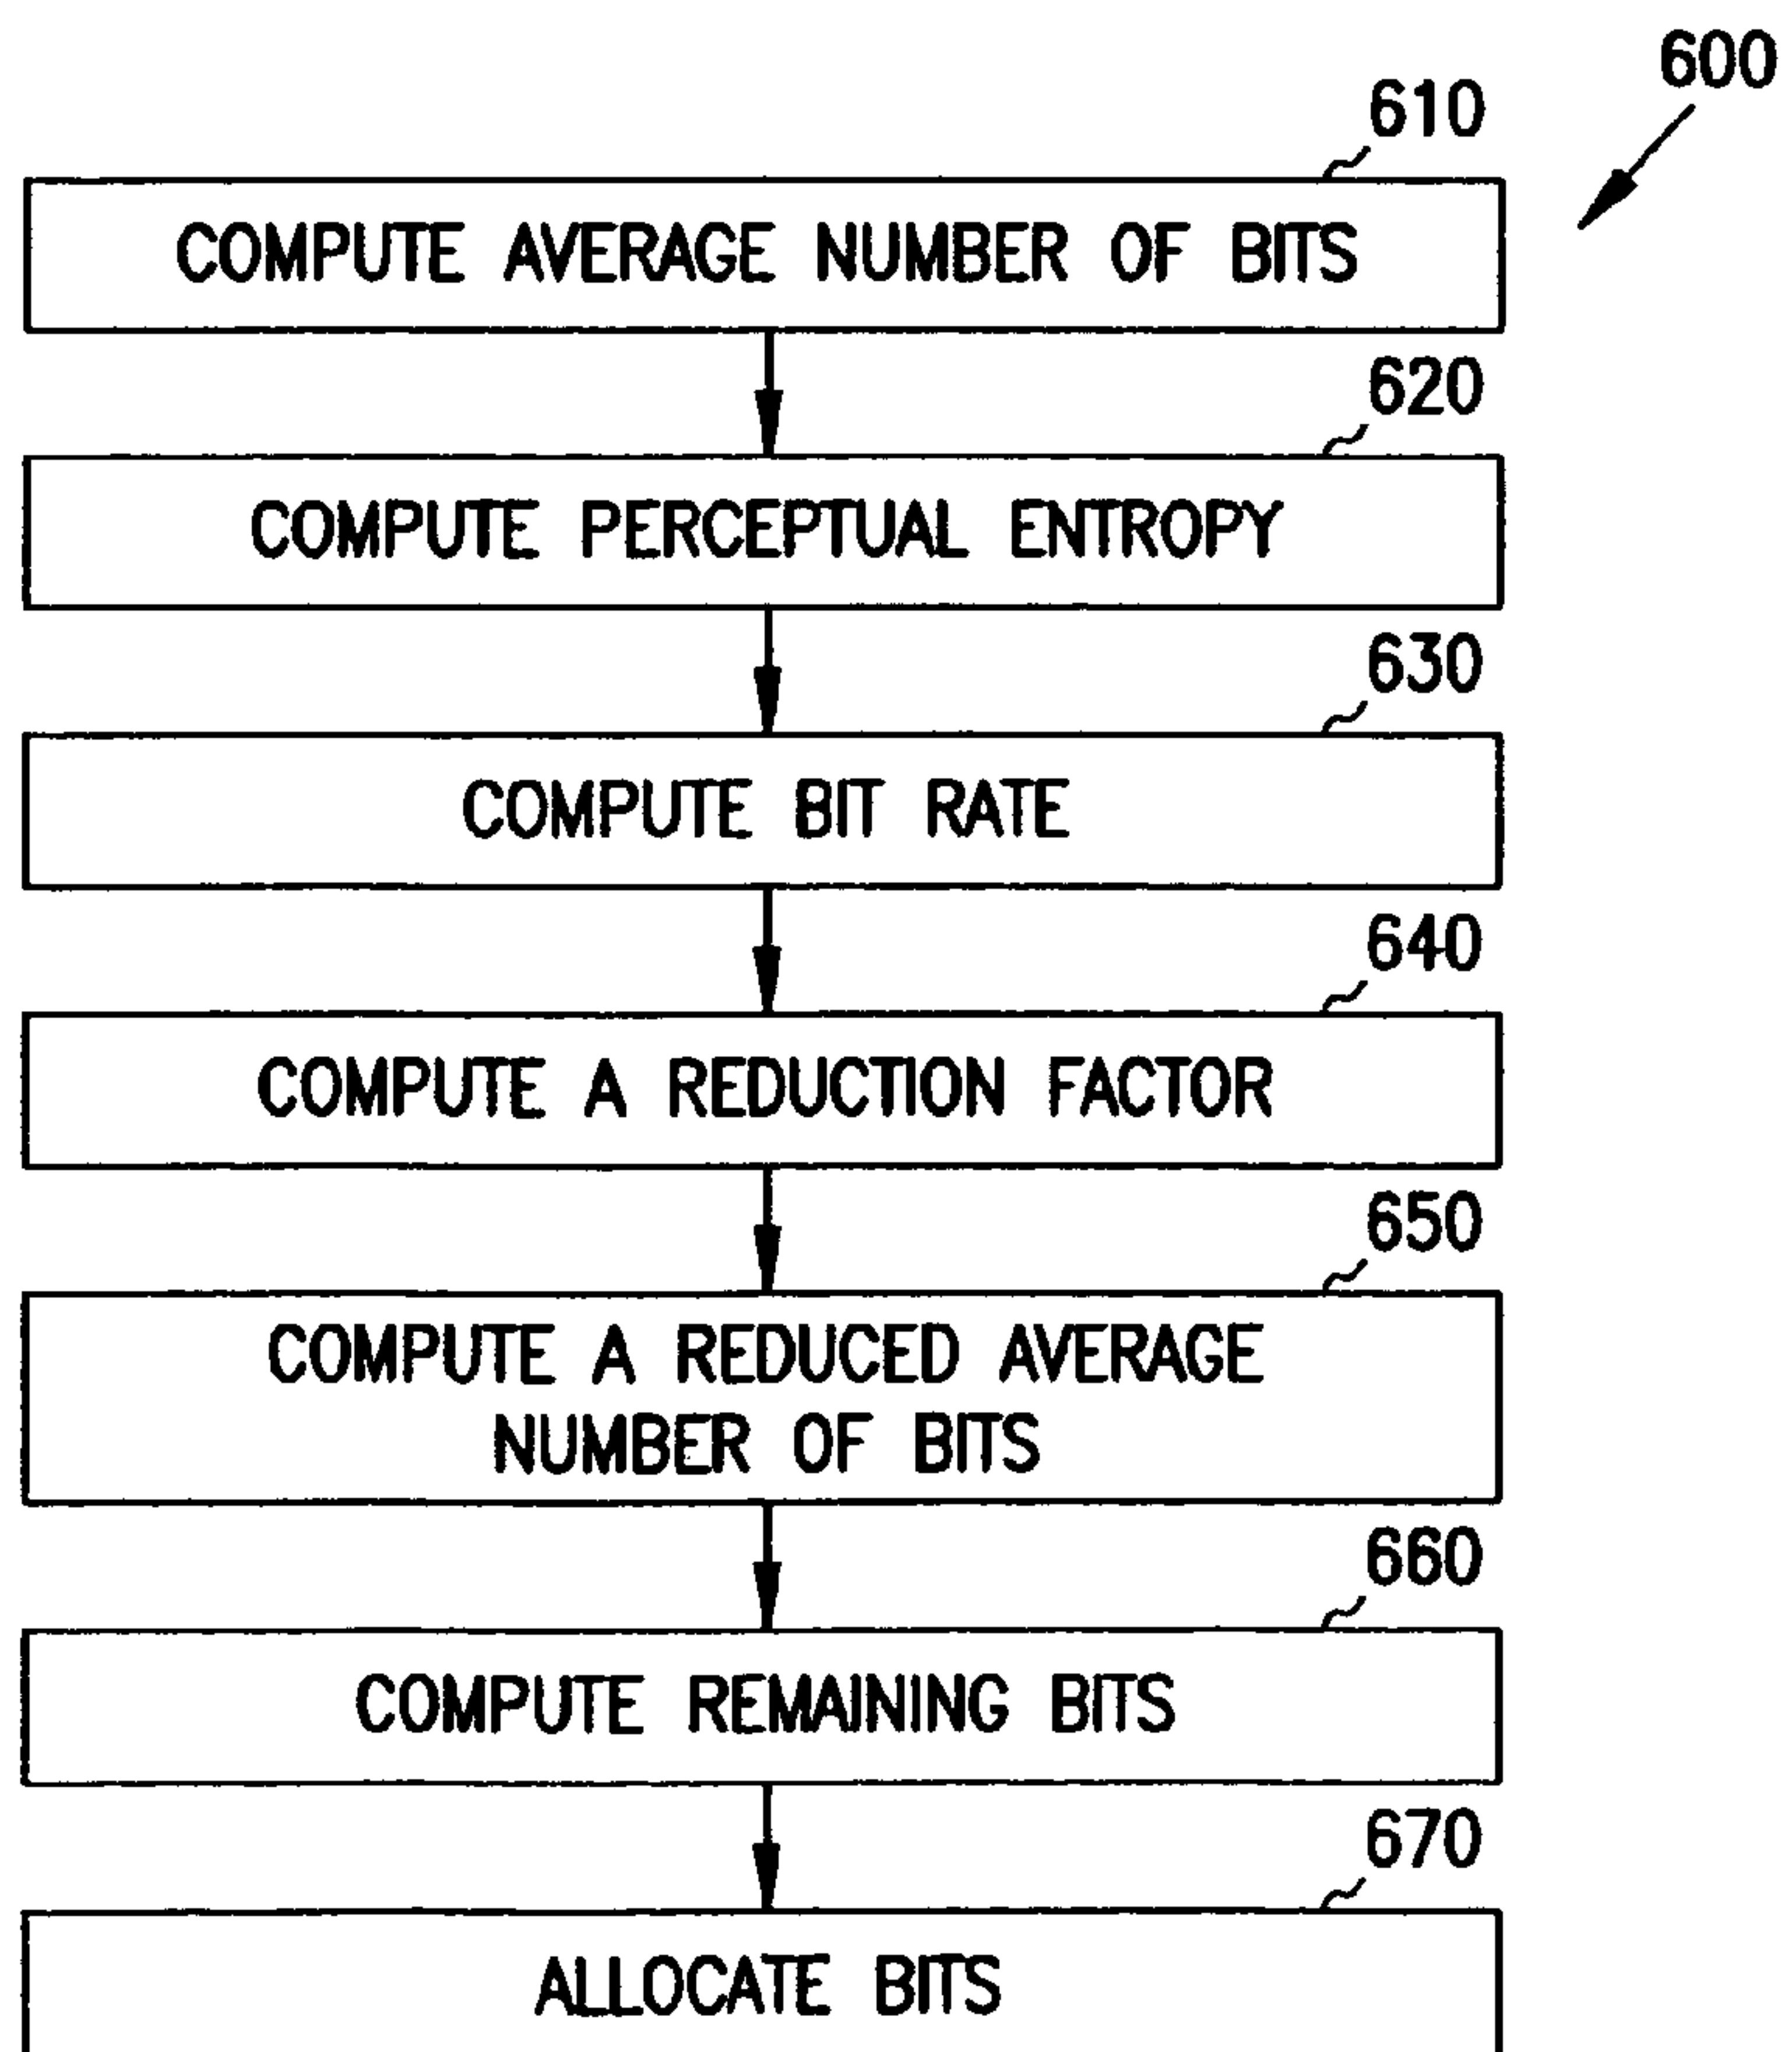 600
610
COMPUTE AVERAGE NUMBER OF BITS
620
COMPUTE PERCEPTUAL ENTROPY
630
COMPUTE BIT RATE
640
COMPUTE A REDUCTION FACTOR
650
COMPUTE A REDUCED AVERAGE
NUMBER OF BITS
660
COMPUTE REMAINING BITS
670
ALLOCATE BITS